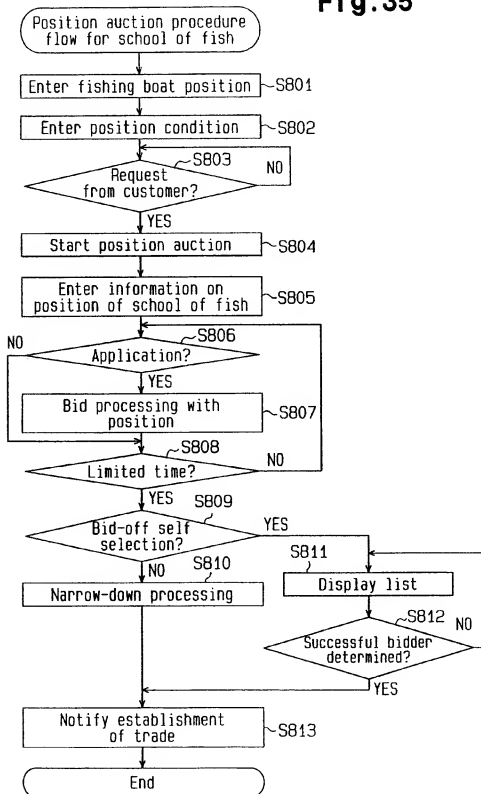 Fig.35
Position auction procedure
flow for school of fish
Enter fishing boat position
S801
Enter position condition
S802
S803
NO
Request
from customer?
YES
Start position auction
S804
Enter information on
position of school of fish
S805
S806
NO
Application?
YES
Bid processing with
position
S807
S808
Limited time?
NO
YES
S809
Bid-off self
selection?
YES
NO
S810
Narrow-down processing
S811
Display list
S812
NO
Successful bidder
determined?
YES
Notify establishment
of trade
S813
End